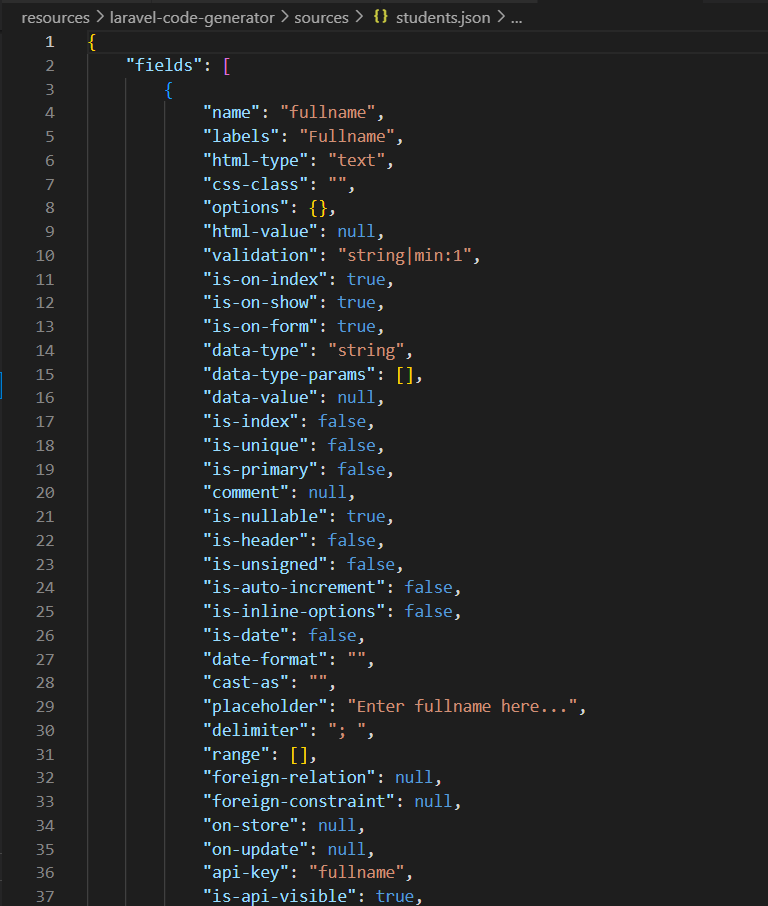 resources > laravel-code-generator > sources > {} students.json > ...
1 {
2 "fields": [
3 {
4 "name": "fullname",
5 "labels": "Fullname",
6 "html-type": "text",
7 "css-class": "",
8 "options": {},
9 "html-value": null,
10 "validation": "string|min:1",
11 "is-on-index": true,
12 "is-on-show": true,
13 "is-on-form": true,
14 "data-type": "string",
15 "data-type-params": [],
16 "data-value": null,
17 "is-index": false,
18 "is-unique": false,
19 "is-primary": false,
20 "comment": null,
21 "is-nullable": true,
22 "is-header": false,
23 "is-unsigned": false,
24 "is-auto-increment": false,
25 "is-inline-options": false,
26 "is-date": false,
27 "date-format": "",
28 "cast-as": "",
29 "placeholder": "Enter fullname here...",
30 "delimiter": "; ",
31 "range": [],
32 "foreign-relation": null,
33 "foreign-constraint": null,
34 "on-store": null,
35 "on-update": null,
36 "api-key": "fullname",
37 "is-api-visible": true,